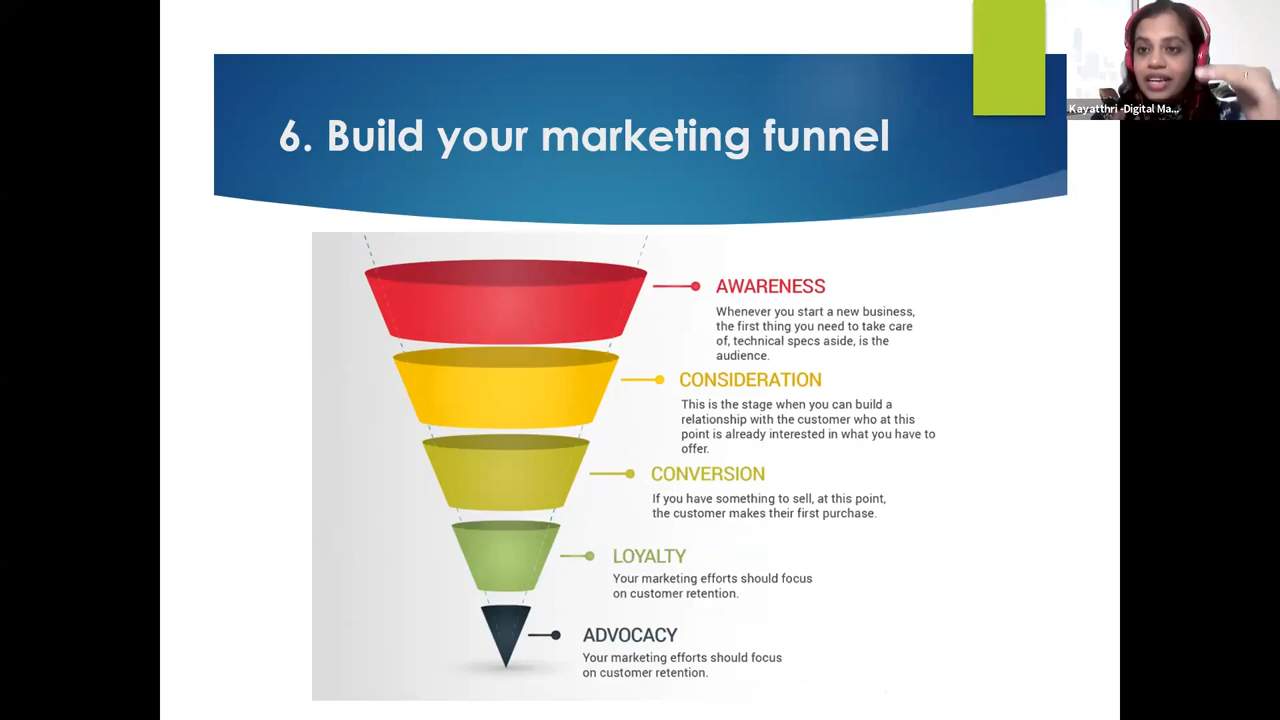 Kayatthri -Digital Ma...
6. Build your marketing funnel
AWARENESS
Whenever you start a new business,
the first thing you need to take care
of, technical specs aside, is the
audience.
CONSIDERATION
This is the stage when you can build a
relationship with the customer who at this
point is already interested in what you have to
offer.
CONVERSION
If you have something to sell, at this point,
the customer makes their first purchase.
LOYALTY
Your marketing efforts should focus
on customer retention.
ADVOCACY
Your marketing efforts should focus
on customer retention.